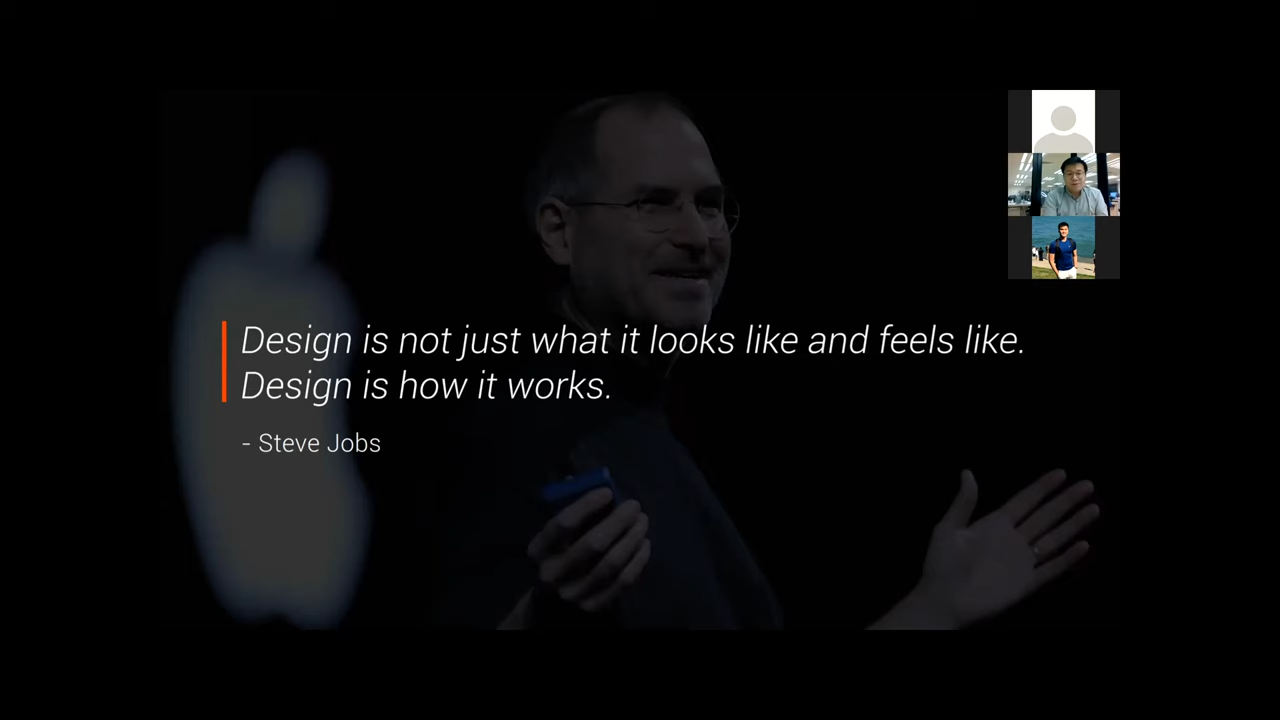 Design is not just what it looks like and feels like.
Design is how it works.
- Steve Jobs